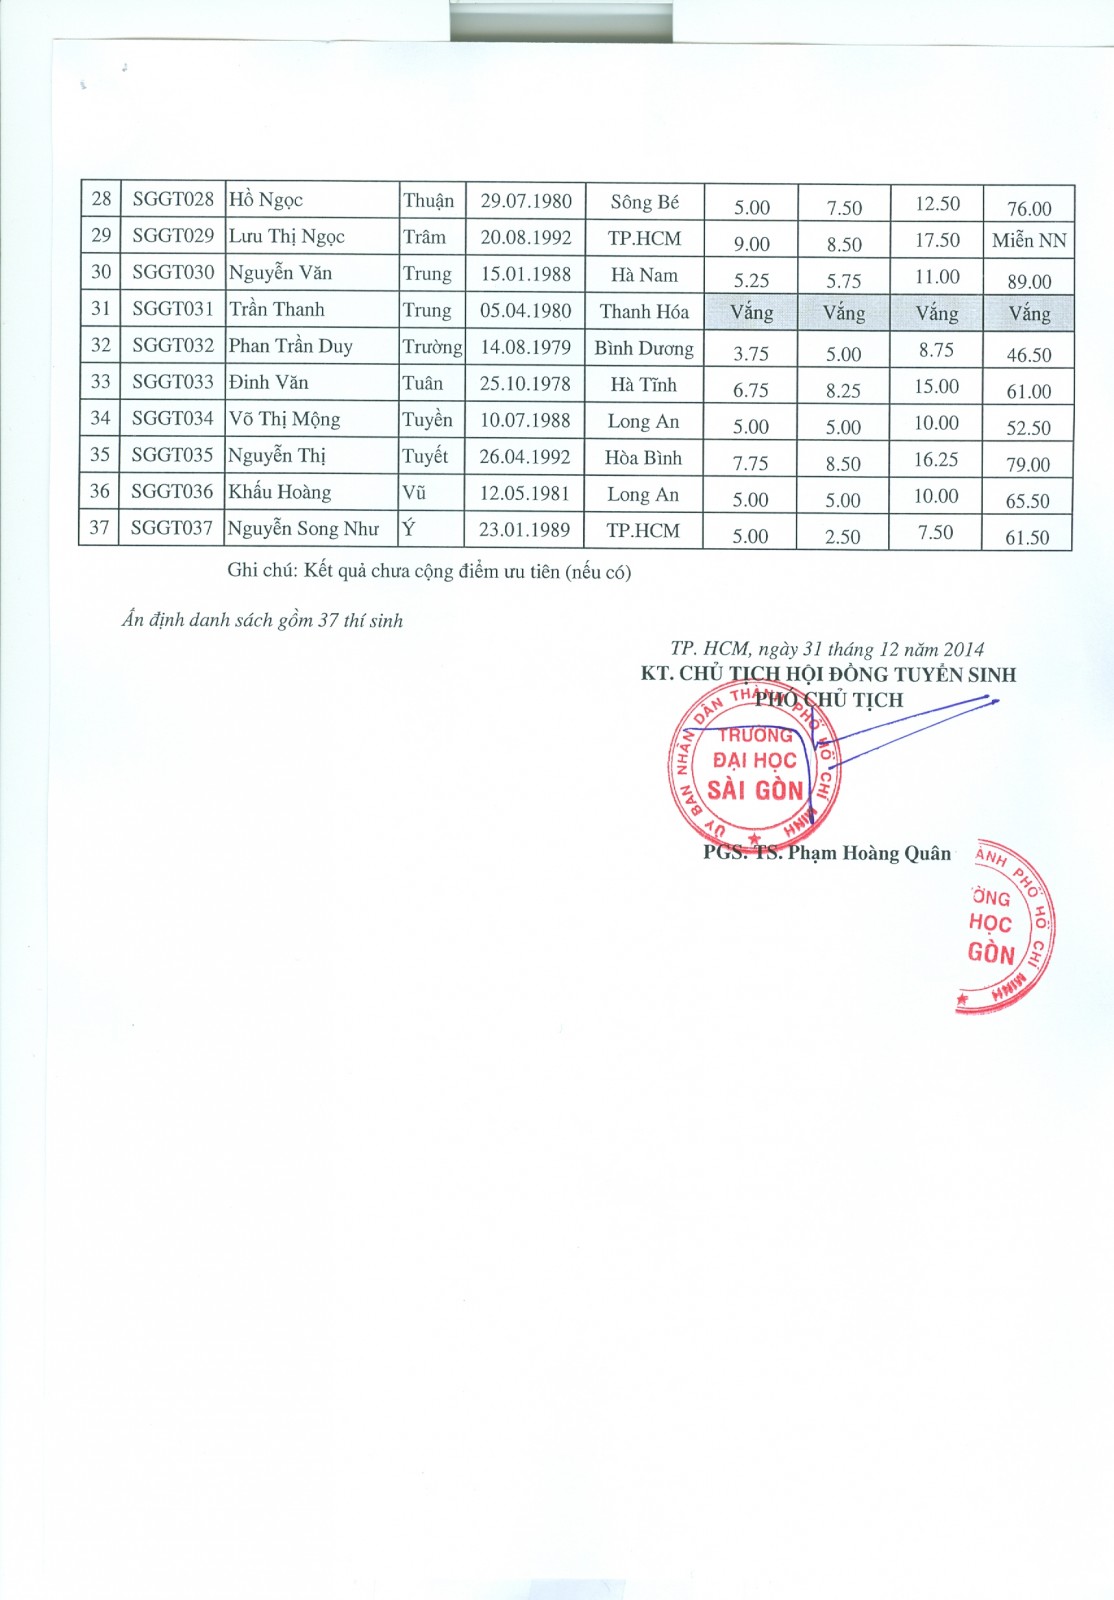 28 SGGT028 Hồ Ngọc Thuận 29.07.1980 Sông Bé 5.00 7.50 12.50 76.00
29 SGGT029 Lưu Thị Ngọc Trâm 20.08.1992 TP.HCM 9.00 8.50 17.50 Miễn NN
30 SGGT030 Nguyễn Văn Trung 15.01.1988 Hà Nam 5.25 5.75 11.00 89.00
31 SGGT031 Trần Thanh Trung 05.04.1980 Thanh Hóa Vắng Vắng Vắng Vắng
32 SGGT032 Phan Trần Duy Trường 14.08.1979 Bình Dương 3.75 5.00 8.75 46.50
33 SGGT033 Đinh Văn Tuân 25.10.1978 Hà Tĩnh 6.75 8.25 15.00 61.00
34 SGGT034 Võ Thị Mộng Tuyền 10.07.1988 Long An 5.00 5.00 10.00 52.50
35 SGGT035 Nguyễn Thị Tuyết 26.04.1992 Hòa Bình 7.75 8.50 16.25 79.00
36 SGGT036 Khấu Hoàng Vũ 12.05.1981 Long An 5.00 5.00 10.00 65.50
37 SGGT037 Nguyễn Song Như Ý 23.01.1989 TP.HCM 5.00 2.50 7.50 61.50
Ghi chú: Kết quả chưa cộng điểm ưu tiên (nếu có)
Ấn định danh sách gồm 37 thí sinh
TP. HCM, ngày 31 tháng 12 năm 2014
KT. CHỦ TỊCH HỘI ĐỒNG TUYỂN SINH
PHÓ CHỦ TỊCH
ỦY BAN NHÂN DÂN THÀNH PHỐ HỒ CHÍ MINH
TRƯỜNG
ĐẠI HỌC
SÀI GÒN
PGS. TS. Phạm Hoàng Quân
ÀNH PHỐ HỒ CHÍ MINH
ỜNG
HỌC
GÒN